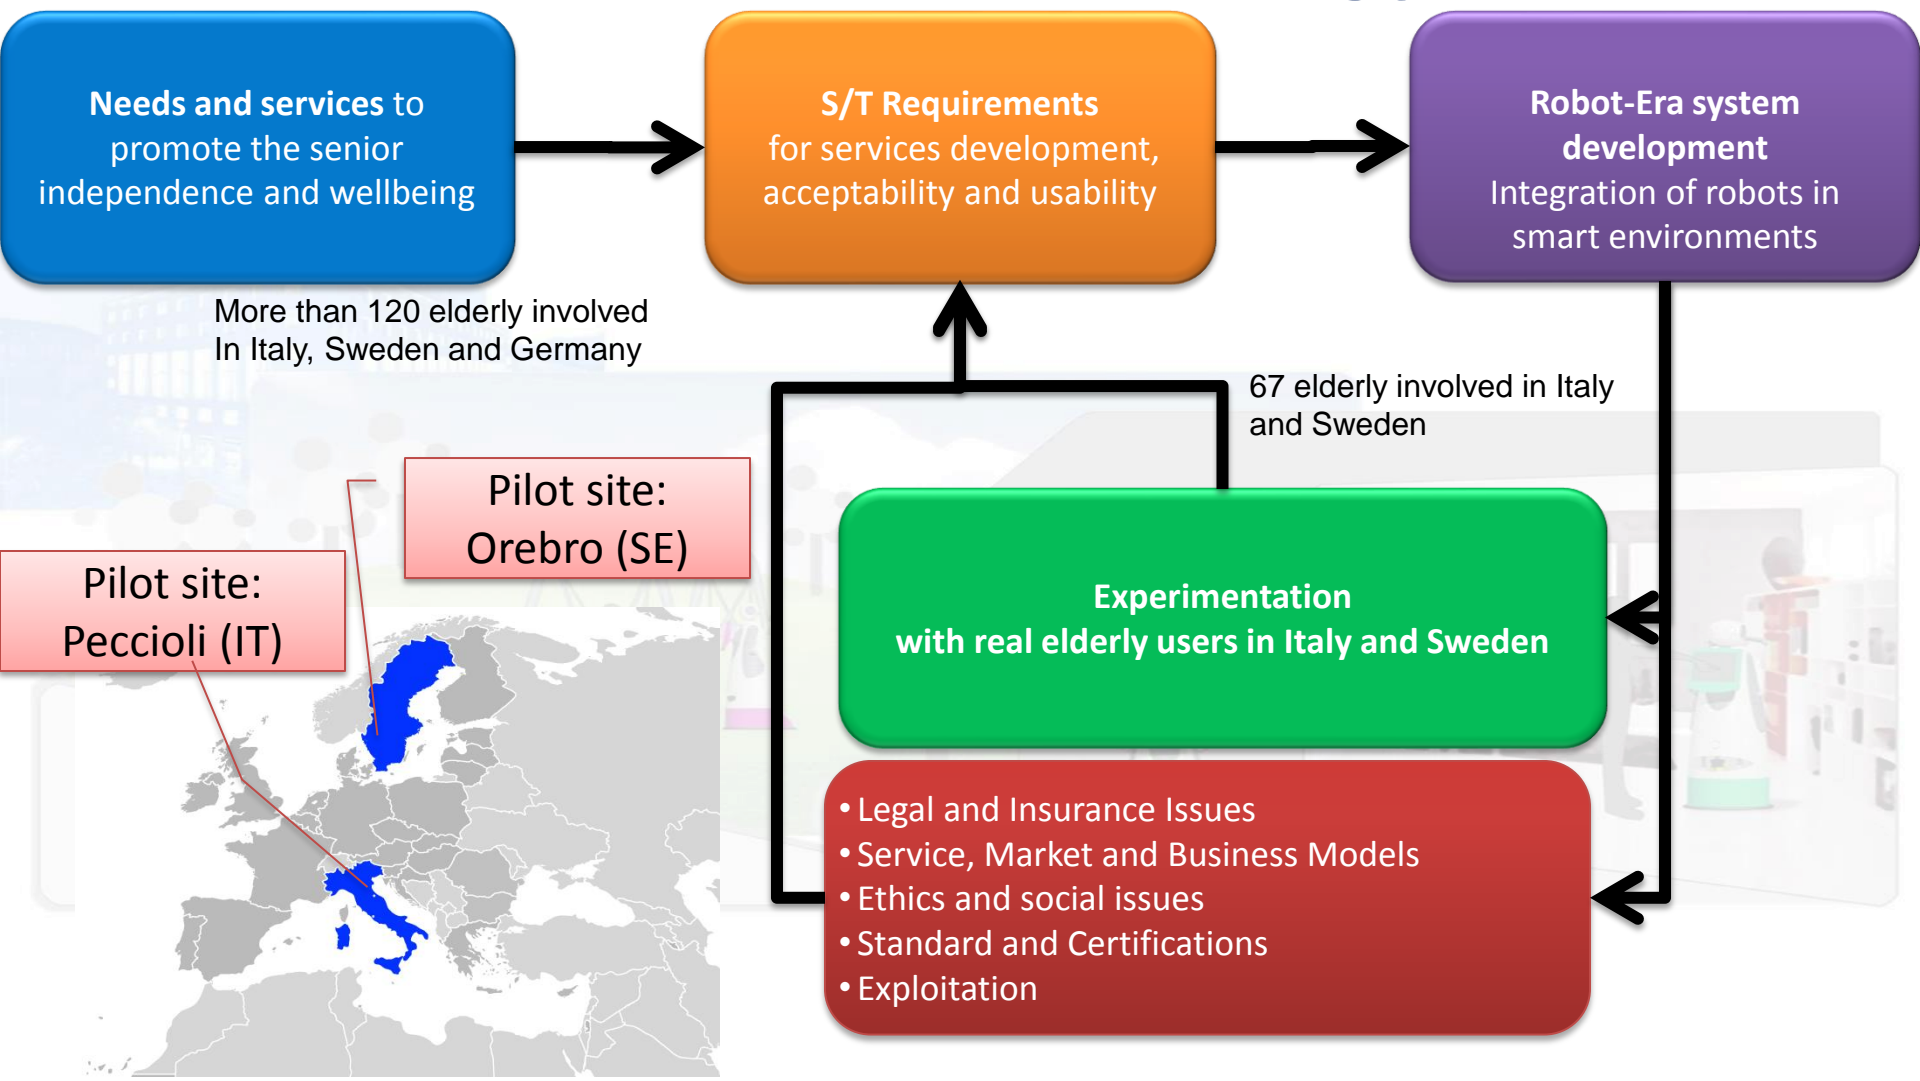 Needs and services to
promote the senior
independence and wellbeing
S/T Requirements
for services development,
acceptability and usability
Robot-Era system
development
Integration of robots in
smart environments
More than 120 elderly involved
In Italy, Sweden and Germany
67 elderly involved in Italy
and Sweden
Pilot site:
Orebro (SE)
Pilot site:
Peccioli (IT)
Experimentation
with real elderly users in Italy and Sweden
• Legal and Insurance Issues
• Service, Market and Business Models
• Ethics and social issues
• Standard and Certifications
• Exploitation